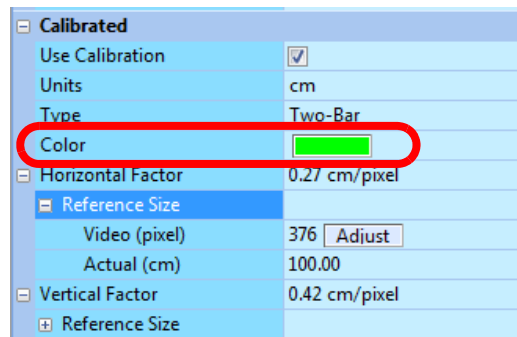 Calibrated
Use Calibration
Units cm
Type Two-Bar
Color
Horizontal Factor 0.27 cm/pixel
Reference Size
Video (pixel) 376 Adjust
Actual (cm) 100.00
Vertical Factor 0.42 cm/pixel
Reference Size